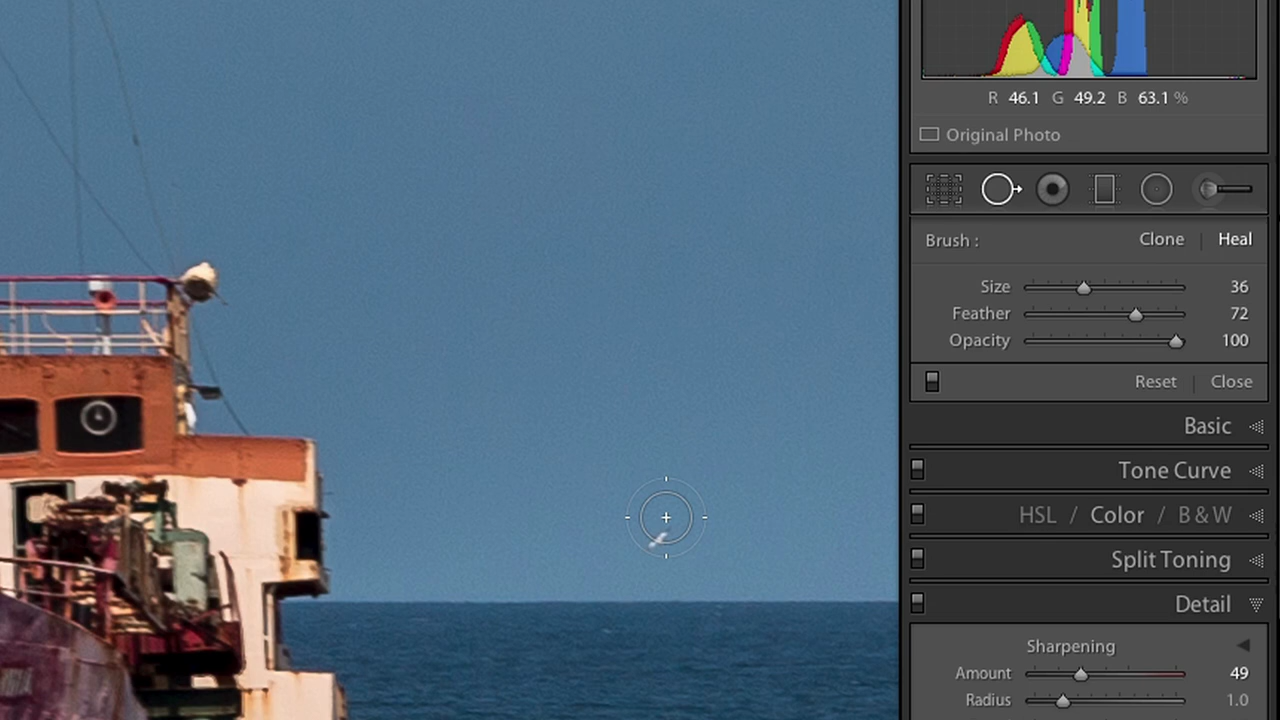 R 46.1 G 49.2 B 63.1 %
Original Photo
Brush : Clone | Heal
Size 36
Feather 72
Opacity 100
Reset | Close
Basic
Tone Curve
HSL / Color / B & W
Split Toning
Detail
Sharpening
Amount 49
Radius 1.0